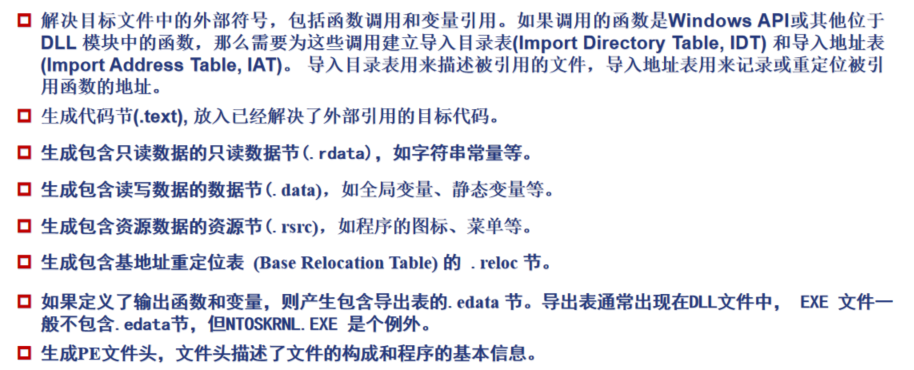 解决目标文件中的外部符号，包括函数调用和变量引用。如果调用的函数是Windows API或其他位于
DLL 模块中的函数，那么需要为这些调用建立导入目录表(Import Directory Table, IDT) 和导入地址表
(Import Address Table, IAT)。 导入目录表用来描述被引用的文件，导入地址表用来记录或重定位被引
用函数的地址。
生成代码节(.text), 放入已经解决了外部引用的目标代码。
生成包含只读数据的只读数据节(.rdata)，如字符串常量等。
生成包含读写数据的数据节(.data)，如全局变量、静态变量等。
生成包含资源数据的资源节(.rsrc)，如程序的图标、菜单等。
生成包含基地址重定位表 (Base Relocation Table) 的 .reloc 节。
如果定义了输出函数和变量，则产生包含导出表的.edata 节。导出表通常出现在DLL文件中， EXE 文件一
般不包含.edata节，但NTOSKRNL.EXE 是个例外。
生成PE文件头，文件头描述了文件的构成和程序的基本信息。